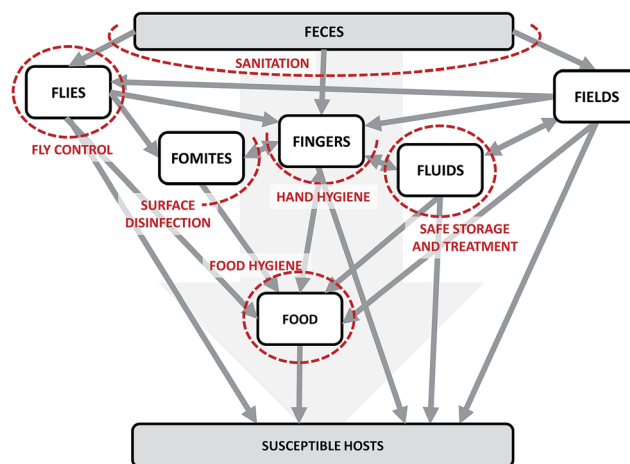 FECES
SANITATION
FLIES
FIELDS
FINGERS
FLY CONTROL
FOMITES
FLUIDS
SURFACE
DISINFECTION
HAND HYGIENE
SAFE STORAGE
AND TREATMENT
FOOD HYGIENE
FOOD
SUSCEPTIBLE HOSTS